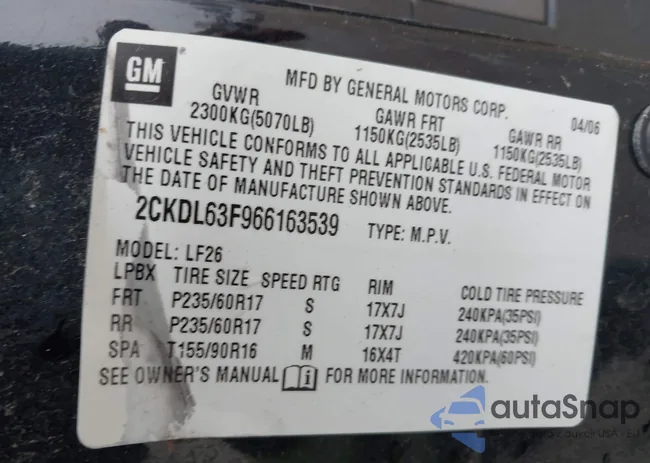 GM
MFD BY GENERAL MOTORS CORP. 04/06
GVWR GAWR FRT GAWR RR
2300KG(5070LB) 1150KG(2535LB) 1150KG(2535LB)
THIS VEHICLE CONFORMS TO ALL APPLICABLE U.S. FEDERAL MOTOR
VEHICLE SAFETY AND THEFT PREVENTION STANDARDS IN EFFECT ON
THE DATE OF MANUFACTURE SHOWN ABOVE.
2CKDL63F966163539 TYPE: M.P.V.
MODEL: LF26
LPBX TIRE SIZE SPEED RTG RIM COLD TIRE PRESSURE
FRT P235/60R17 S 17X7J 240KPA(35PSI)
RR P235/60R17 S 17X7J 240KPA(35PSI)
SPA T155/90R16 M 16X4T 420KPA(60PSI)
SEE OWNER'S MANUAL i FOR MORE INFORMATION.
autaSnap